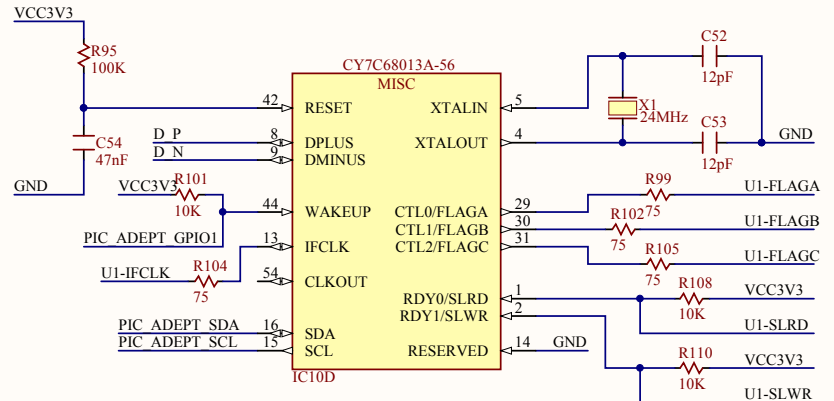 VCC3V3
R95
100K
C54
47nF
GND
CY7C68013A-56
MISC
42 RESET
D_P 8 DPLUS
D_N 9 DMINUS
VCC3V3 R101
10K
44 WAKEUP
PIC_ADEPT_GPIO1
13 IFCLK
U1-IFCLK R104
75
54 CLKOUT
PIC_ADEPT_SDA 16 SDA
PIC_ADEPT_SCL 15 SCL
IC10D
XTALIN 5
XTALOUT 4
C52
12pF
X1
24MHz
C53
12pF
GND
CTL0/FLAGA 29 R99 75 U1-FLAGA
CTL1/FLAGB 30 R102 75 U1-FLAGB
CTL2/FLAGC 31 R105 75 U1-FLAGC
RDY0/SLRD 1 R108 10K VCC3V3
U1-SLRD
RDY1/SLWR 2 R110 10K VCC3V3
U1-SLWR
RESERVED 14 GND